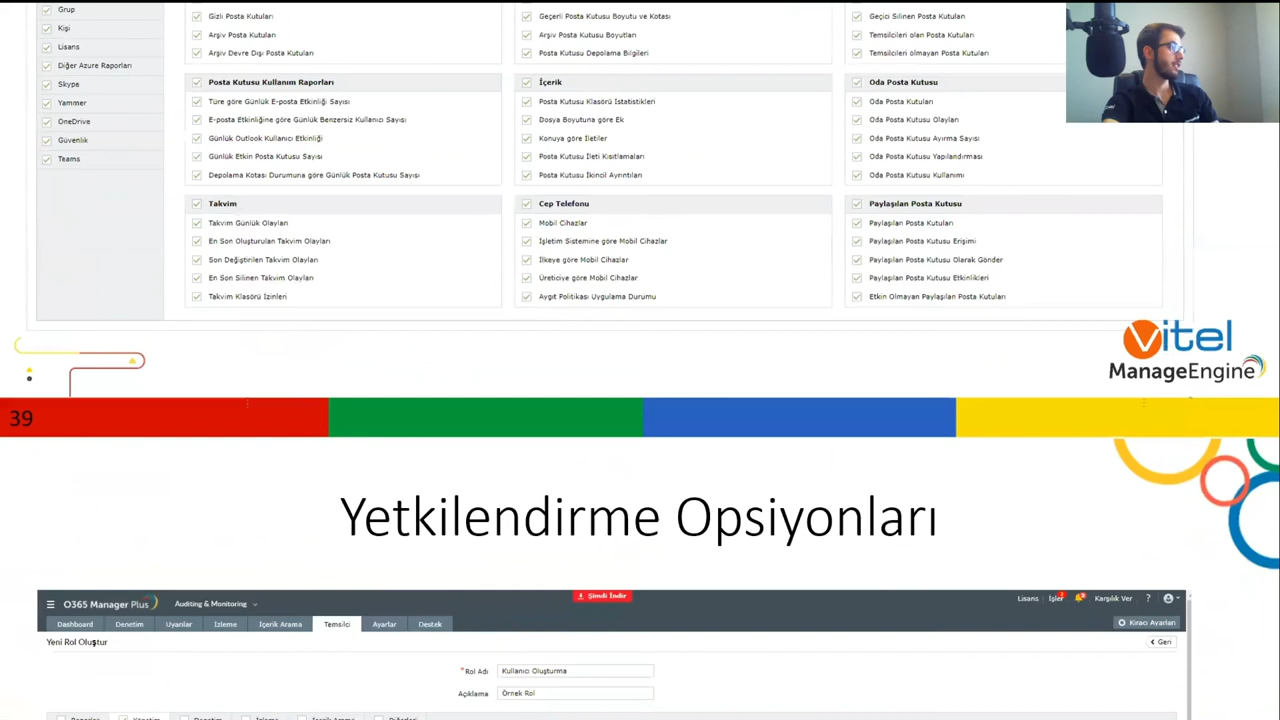 Grup
Kişi
Lisans
Diğer Azure Raporları
Skype
Yammer
OneDrive
Güvenlik
Teams
Gizli Posta Kutuları
Arşiv Posta Kutuları
Arşiv Devre Dışı Posta Kutuları
Posta Kutusu Kullanım Raporları
Türe göre Günlük E-posta Etkinliği Sayısı
E-posta Etkinliğine göre Günlük Benzersiz Kullanıcı Sayısı
Günlük Outlook Kullanıcı Etkinliği
Günlük Etkin Posta Kutusu Sayısı
Depolama Kotası Durumuna göre Günlük Posta Kutusu Sayısı
Takvim
Takvim Günlük Olayları
En Son Oluşturulan Takvim Olayları
Son Değiştirilen Takvim Olayları
En Son Silinen Takvim Olayları
Takvim Klasörü İzinleri
Geçerli Posta Kutusu Boyutu ve Kotası
Arşiv Posta Kutusu Boyutları
Posta Kutusu Depolama Bilgileri
İçerik
Posta Kutusu Klasörü İstatistikleri
Dosya Boyutuna göre Ek
Konuya göre İletiler
Posta Kutusu İleti Kısıtlamaları
Posta Kutusu İkincil Ayrıntıları
Cep Telefonu
Mobil Cihazlar
İşletim Sistemine göre Mobil Cihazlar
İlkeye göre Mobil Cihazlar
Üreticiye göre Mobil Cihazlar
Aygıt Politikası Uygulama Durumu
Geçici Silinen Posta Kutuları
Temsilcileri olan Posta Kutuları
Temsilcileri olmayan Posta Kutuları
Oda Posta Kutusu
Oda Posta Kutuları
Oda Posta Kutusu Olayları
Oda Posta Kutusu Ayırma Sayısı
Oda Posta Kutusu Yapılandırması
Oda Posta Kutusu Kullanımı
Paylaşılan Posta Kutusu
Paylaşılan Posta Kutuları
Paylaşılan Posta Kutusu Erişimi
Paylaşılan Posta Kutusu Olarak Gönder
Paylaşılan Posta Kutusu Etkinlikleri
Etkin Olmayan Paylaşılan Posta Kutuları
Vitel
ManageEngine
39
Yetkilendirme Opsiyonları
O365 Manager Plus Auditing & Monitoring Şimdi İndir Lisans İşler Karşılık Ver ?
Dashboard Denetim Uyarılar İzleme İçerik Arama Temsilci Ayarlar Destek Kiracı Ayarları
Yeni Rol Oluştur Geri
* Rol Adı Kullanıcı Oluşturma
Açıklama Örnek Rol
Raporlar Yönetim Denetim İzleme İçerik Arama Diğerleri